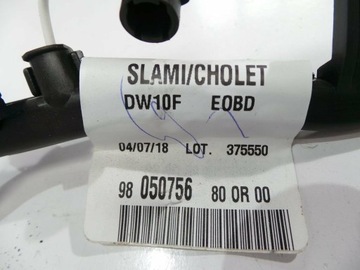 SLAMI/CHOLET
DW10F EOBD
04/07/18 LOT. 375550
98 050756 80 0R 00